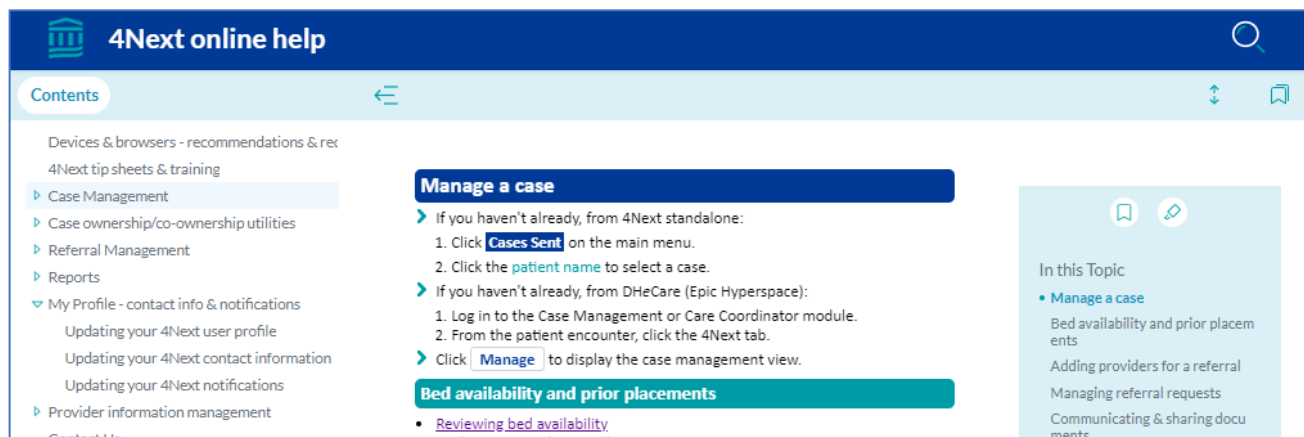 4Next online help
Contents
Devices & browsers - recommendations & rec
4Next tip sheets & training
Case Management
Case ownership/co-ownership utilities
Referral Management
Reports
My Profile - contact info & notifications
Updating your 4Next user profile
Updating your 4Next contact information
Updating your 4Next notifications
Provider information management
Contact Us
Manage a case
If you haven't already, from 4Next standalone:
1. Click Cases Sent on the main menu.
2. Click the patient name to select a case.
If you haven't already, from DHeCare (Epic Hyperspace):
1. Log in to the Case Management or Care Coordinator module.
2. From the patient encounter, click the 4Next tab.
Click Manage to display the case management view.
Bed availability and prior placements
• Reviewing bed availability
In this Topic
• Manage a case
Bed availability and prior placem
ents
Adding providers for a referral
Managing referral requests
Communicating & sharing docu
ments